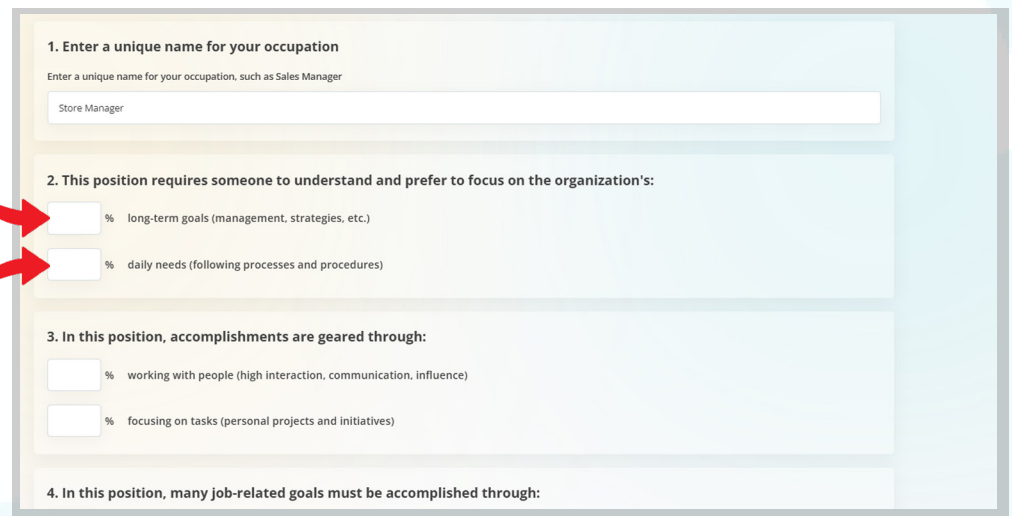 1. Enter a unique name for your occupation
Enter a unique name for your occupation, such as Sales Manager
Store Manager
2. This position requires someone to understand and prefer to focus on the organization's:
% long-term goals (management, strategies, etc.)
% daily needs (following processes and procedures)
3. In this position, accomplishments are geared through:
% working with people (high interaction, communication, influence)
% focusing on tasks (personal projects and initiatives)
4. In this position, many job-related goals must be accomplished through: